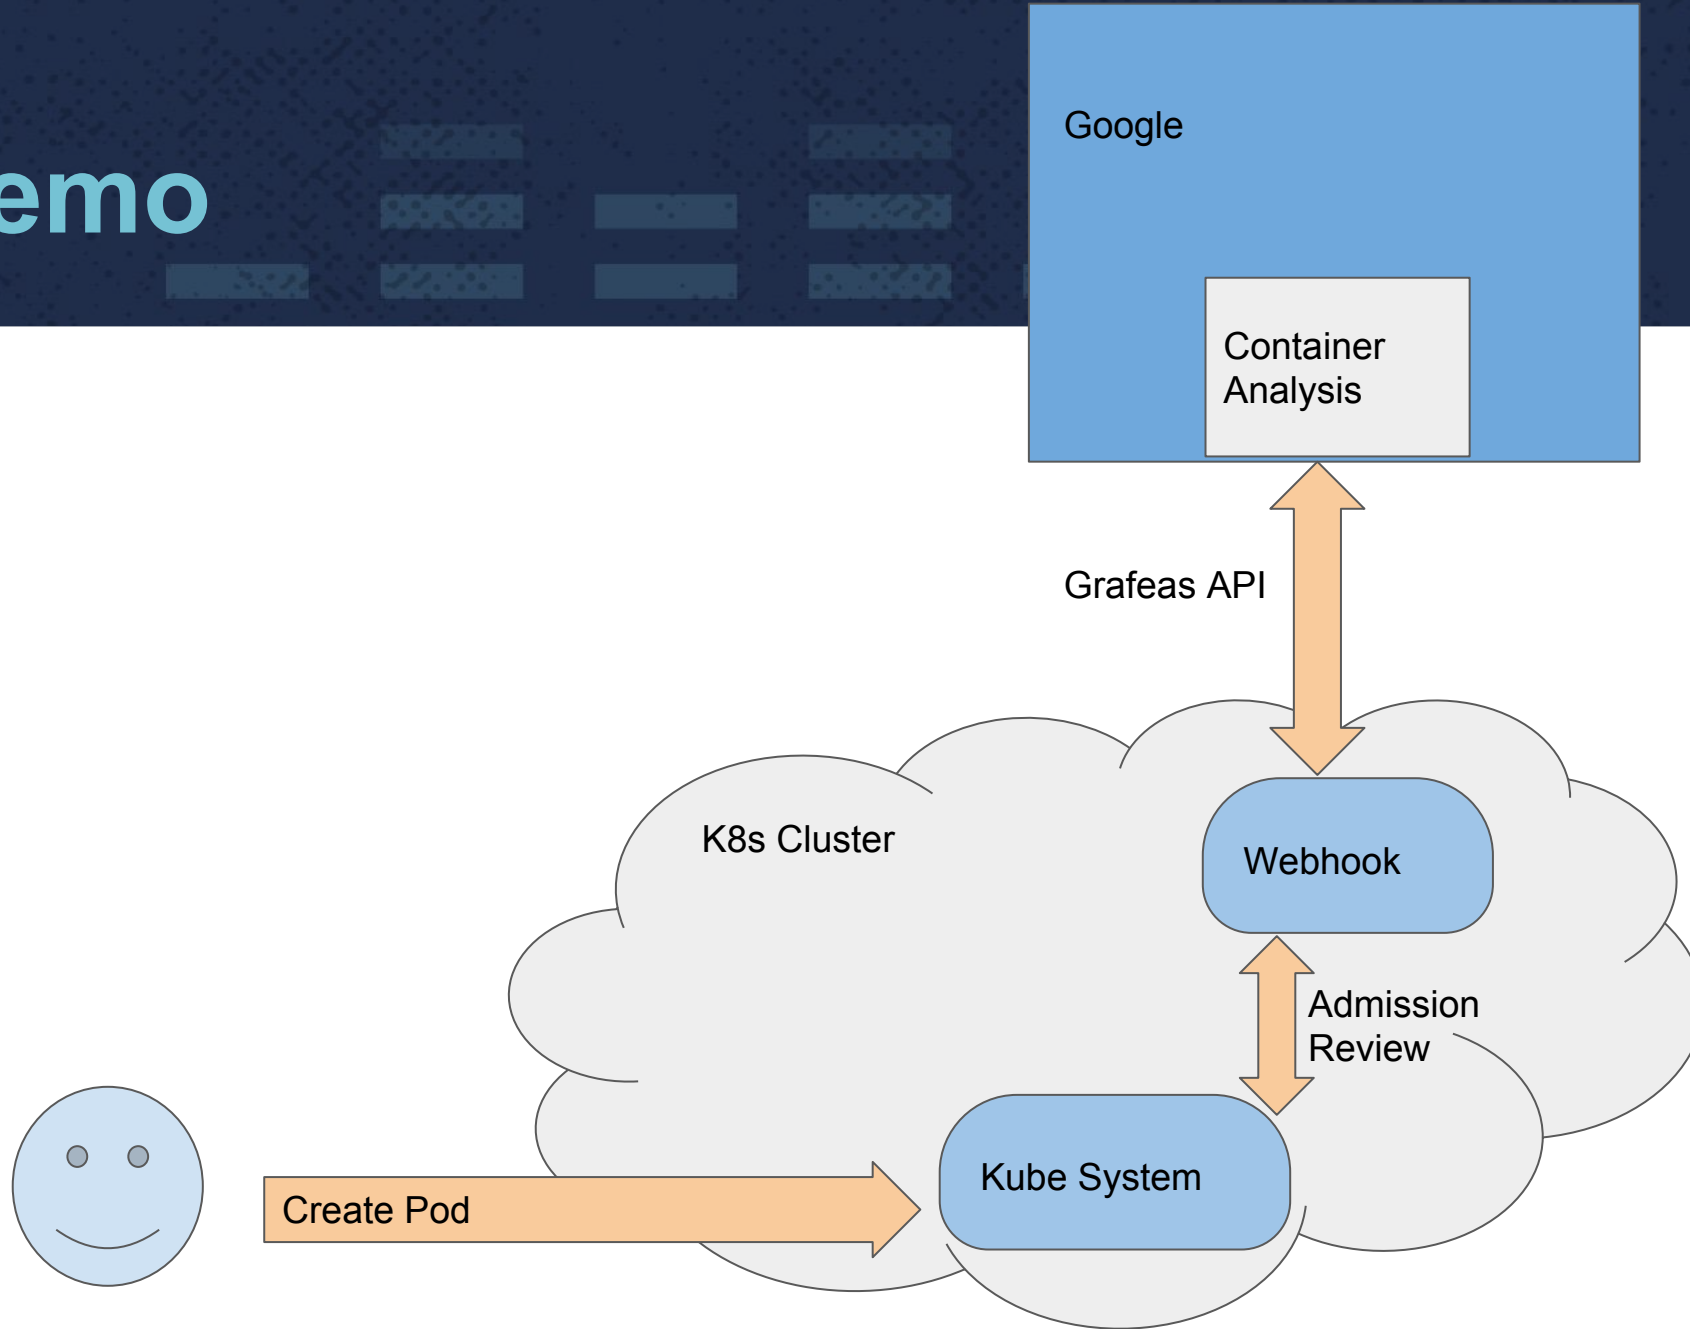 emo
Google
Container
Analysis
Grafeas API
K8s Cluster
Webhook
Admission
Review
Kube System
Create Pod